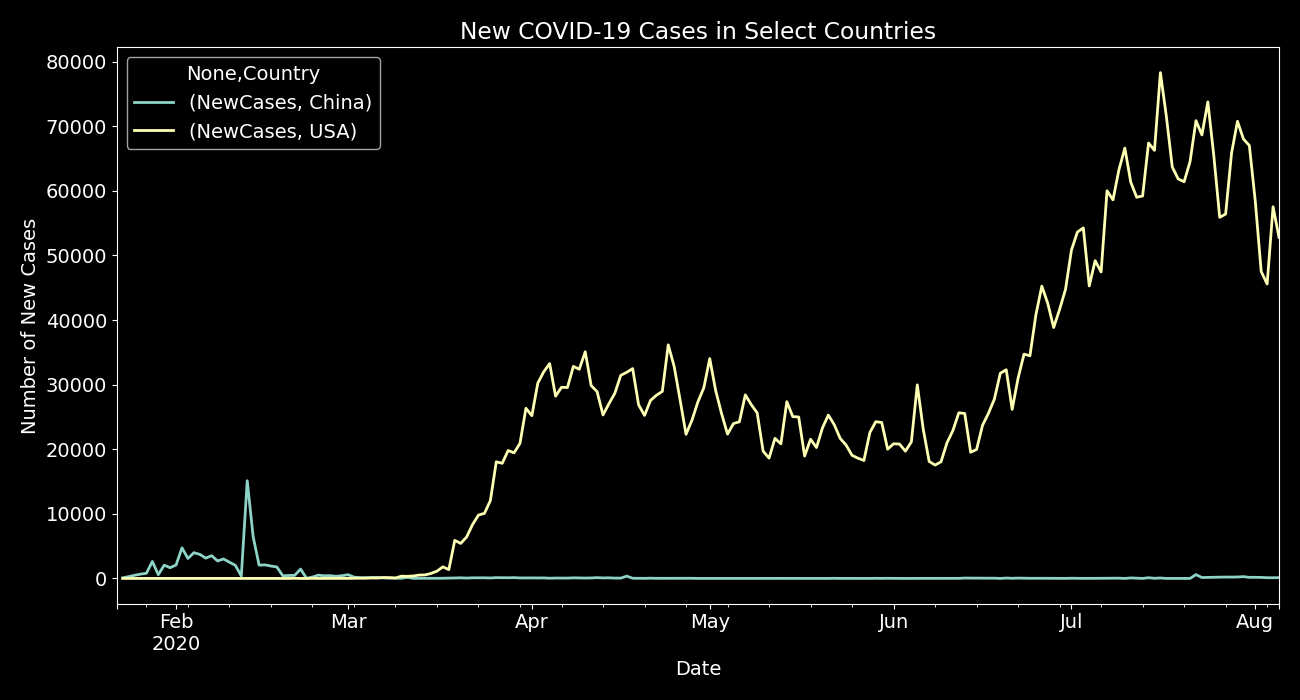 New COVID-19 Cases in Select Countries
None,Country
(NewCases, China)
(NewCases, USA)
Number of New Cases
80000
70000
60000
50000
40000
30000
20000
10000
0
Feb Mar Apr May Jun Jul Aug
2020
Date